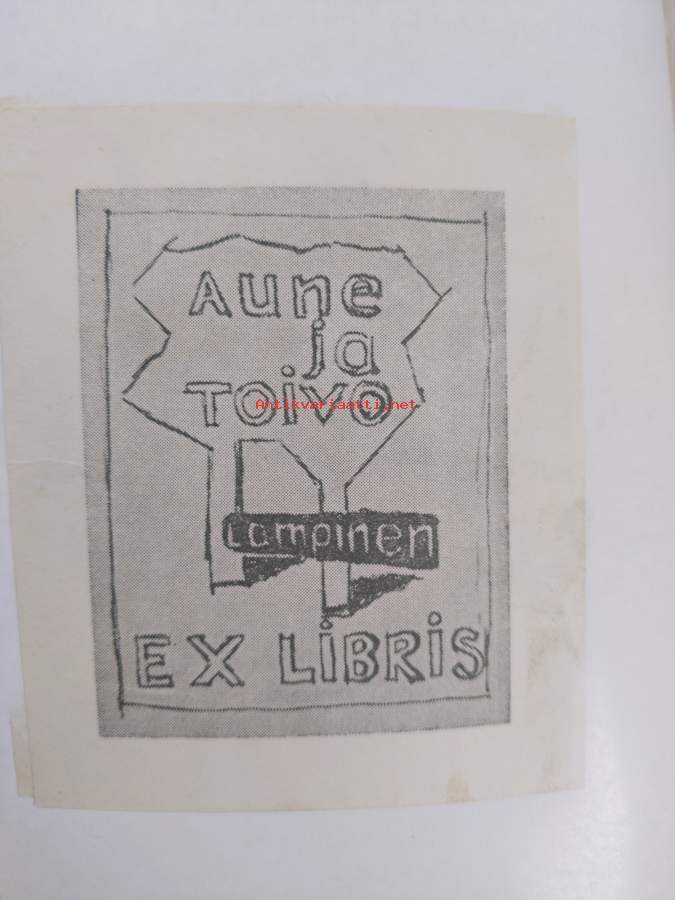 Aune
ja
TOiVO
Antikvariaatti.net
Lampinen
EX LiBRiS